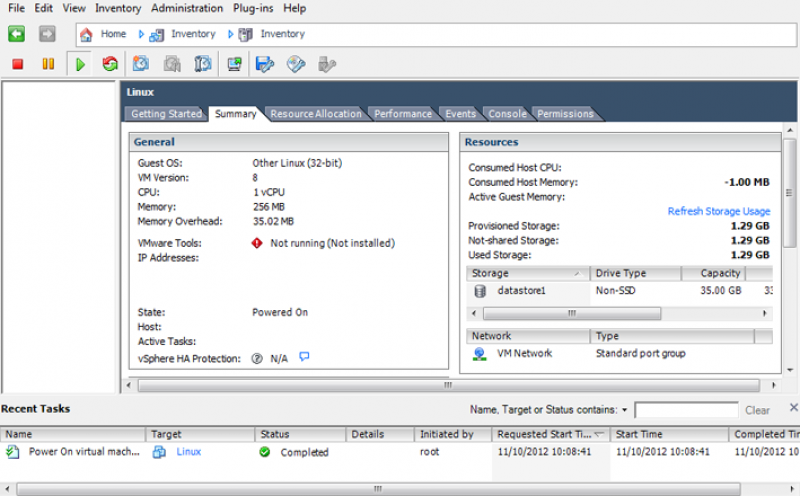 File Edit View Inventory Administration Plug-ins Help
Home Inventory Inventory
Linux
Getting Started Summary Resource Allocation Performance Events Console Permissions
General
Guest OS: Other Linux (32-bit)
VM Version: 8
CPU: 1 vCPU
Memory: 256 MB
Memory Overhead: 35.02 MB
VMware Tools: Not running (Not installed)
IP Addresses:
State: Powered On
Host:
Active Tasks:
vSphere HA Protection: N/A
Resources
Consumed Host CPU:
Consumed Host Memory: -1.00 MB
Active Guest Memory:
Refresh Storage Usage
Provisioned Storage: 1.29 GB
Not-shared Storage: 1.29 GB
Used Storage: 1.29 GB
Storage Drive Type Capacity
datastore1 Non-SSD 35.00 GB 33
Network Type
VM Network Standard port group
Recent Tasks Name, Target or Status contains: Clear
Name Target Status Details Initiated by Requested Start Ti... Start Time Completed Tim
Power On virtual mach... Linux Completed root 11/10/2012 10:08:41 11/10/2012 10:08:41 11/10/2012 10